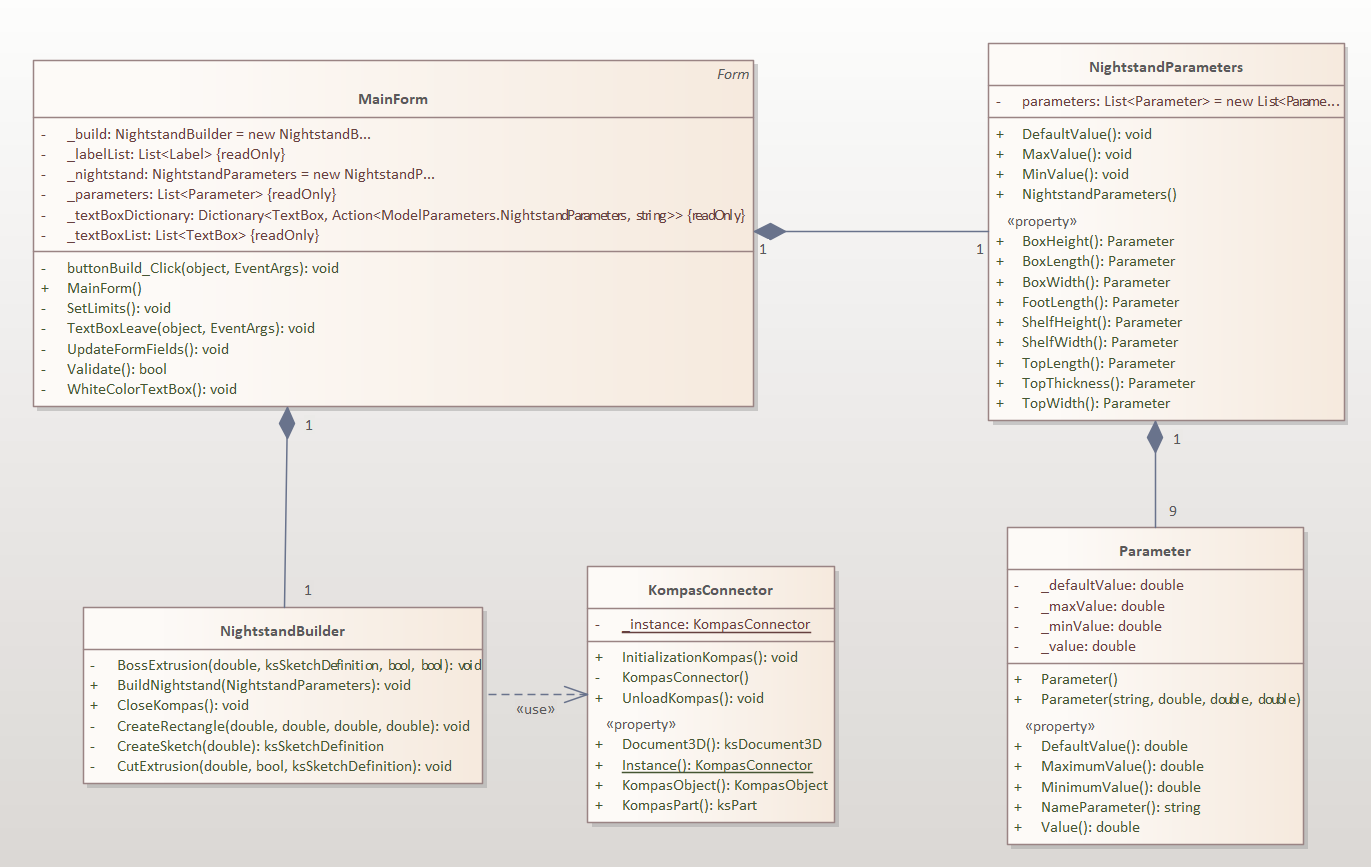 Form
MainForm
- _build: NightstandBuilder = new NightstandB...
- _labelList: List<Label> {readOnly}
- _nightstand: NightstandParameters = new NightstandP...
- _parameters: List<Parameter> {readOnly}
- _textBoxDictionary: Dictionary<TextBox, Action<ModelParameters.NightstandParameters, string>> {readOnly}
- _textBoxList: List<TextBox> {readOnly}
- buttonBuild_Click(object, EventArgs): void
+ MainForm()
- SetLimits(): void
- TextBoxLeave(object, EventArgs): void
- UpdateFormFields(): void
- Validate(): bool
- WhiteColorTextBox(): void
1
1
NightstandParameters
- parameters: List<Parameter> = new List<Parame...
+ DefaultValue(): void
+ MaxValue(): void
+ MinValue(): void
+ NightstandParameters()
«property»
+ BoxHeight(): Parameter
+ BoxLength(): Parameter
+ BoxWidth(): Parameter
+ FootLength(): Parameter
+ ShelfHeight(): Parameter
+ ShelfWidth(): Parameter
+ TopLength(): Parameter
+ TopThickness(): Parameter
+ TopWidth(): Parameter
1
1
NightstandBuilder
- BossExtrusion(double, ksSketchDefinition, bool, bool): void
+ BuildNightstand(NightstandParameters): void
+ CloseKompas(): void
- CreateRectangle(double, double, double, double): void
- CreateSketch(double): ksSketchDefinition
- CutExtrusion(double, bool, ksSketchDefinition): void
«use»
KompasConnector
- _instance: KompasConnector
+ InitializationKompas(): void
- KompasConnector()
+ UnloadKompas(): void
«property»
+ Document3D(): ksDocument3D
+ Instance(): KompasConnector
+ KompasObject(): KompasObject
+ KompasPart(): ksPart
1
9
Parameter
- _defaultValue: double
- _maxValue: double
- _minValue: double
- _value: double
+ Parameter()
+ Parameter(string, double, double, double)
«property»
+ DefaultValue(): double
+ MaximumValue(): double
+ MinimumValue(): double
+ NameParameter(): string
+ Value(): double